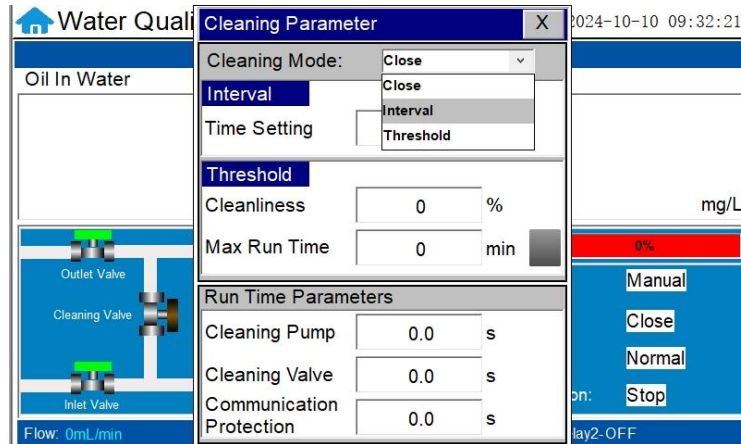 Water Quali
Cleaning Parameter X
2024-10-10 09:32:21
Oil In Water
Cleaning Mode: Close
Close
Interval
Threshold
Interval
Time Setting
Threshold
Cleanliness 0 %
Max Run Time 0 min
mg/L
0%
Outlet Valve
Cleaning Valve
Inlet Valve
Manual
Close
Normal
on: Stop
Run Time Parameters
Cleaning Pump 0.0 s
Cleaning Valve 0.0 s
Communication
Protection 0.0 s
Flow: 0mL/min
lay2-OFF